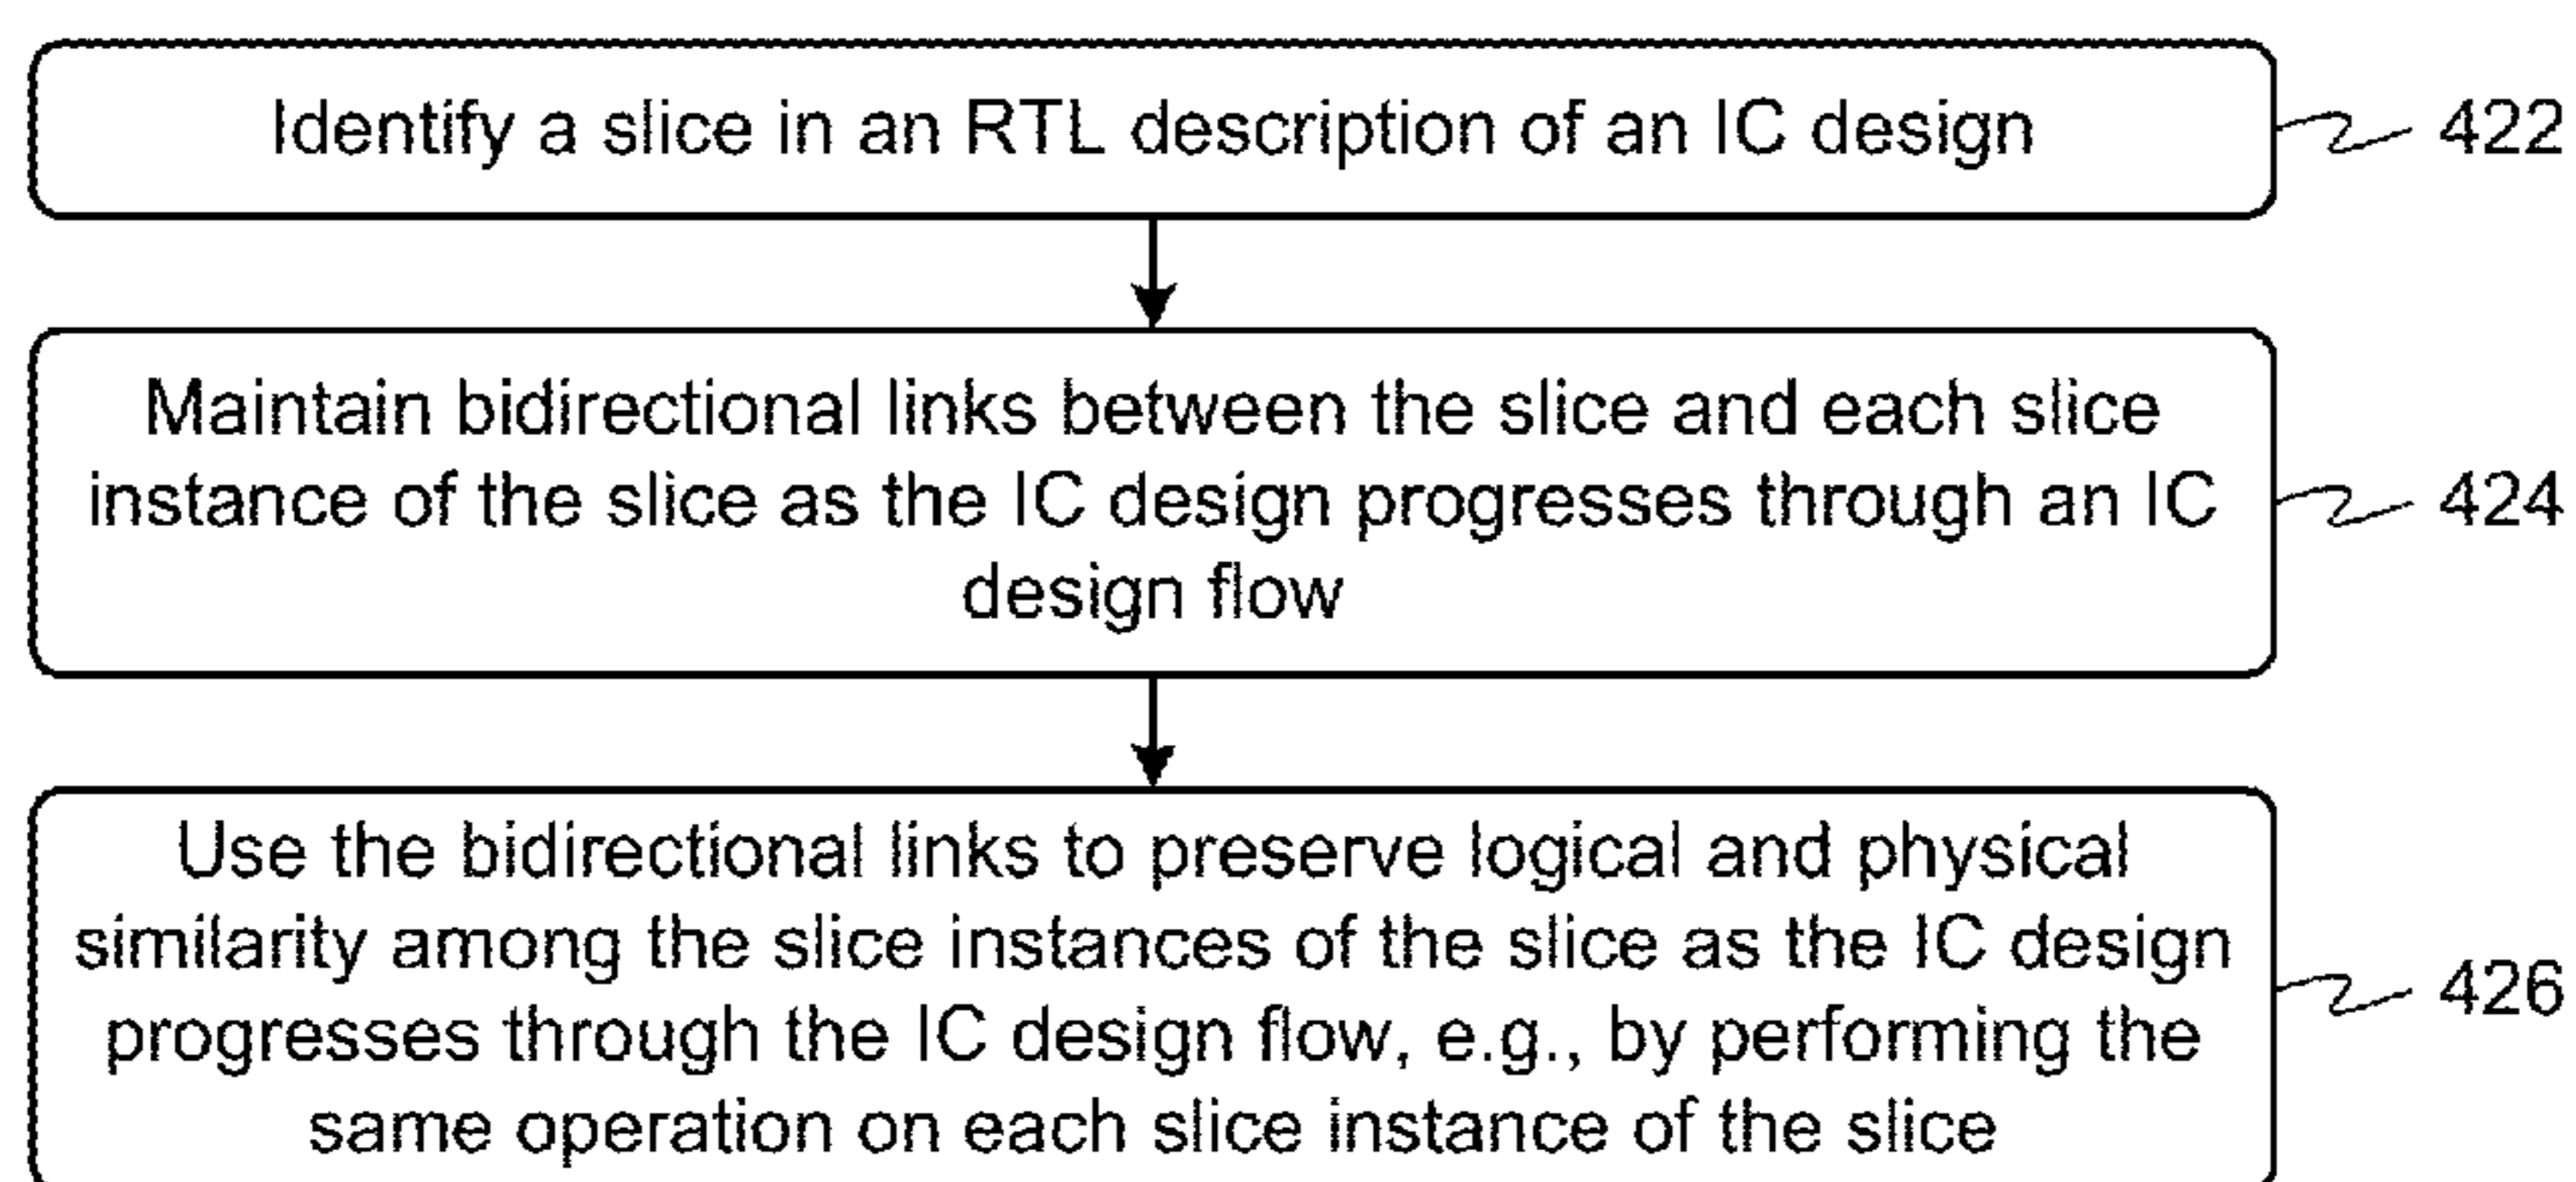 Identify a slice in an RTL description of an IC design
422
Maintain bidirectional links between the slice and each slice
instance of the slice as the IC design progresses through an IC
design flow
424
Use the bidirectional links to preserve logical and physical
similarity among the slice instances of the slice as the IC design
progresses through the IC design flow, e.g., by performing the
same operation on each slice instance of the slice
426